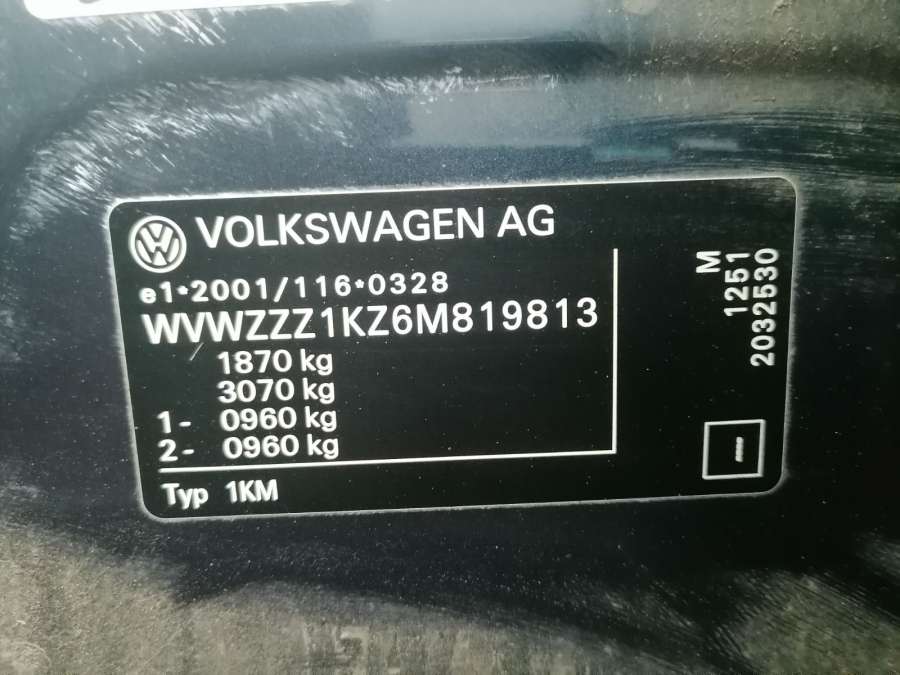 VOLKSWAGEN AG
e1*2001/116*0328
WVWZZZ1KZ6M819813
1870 kg
3070 kg
1- 0960 kg
2- 0960 kg
Typ 1KM
M
1251
2032530